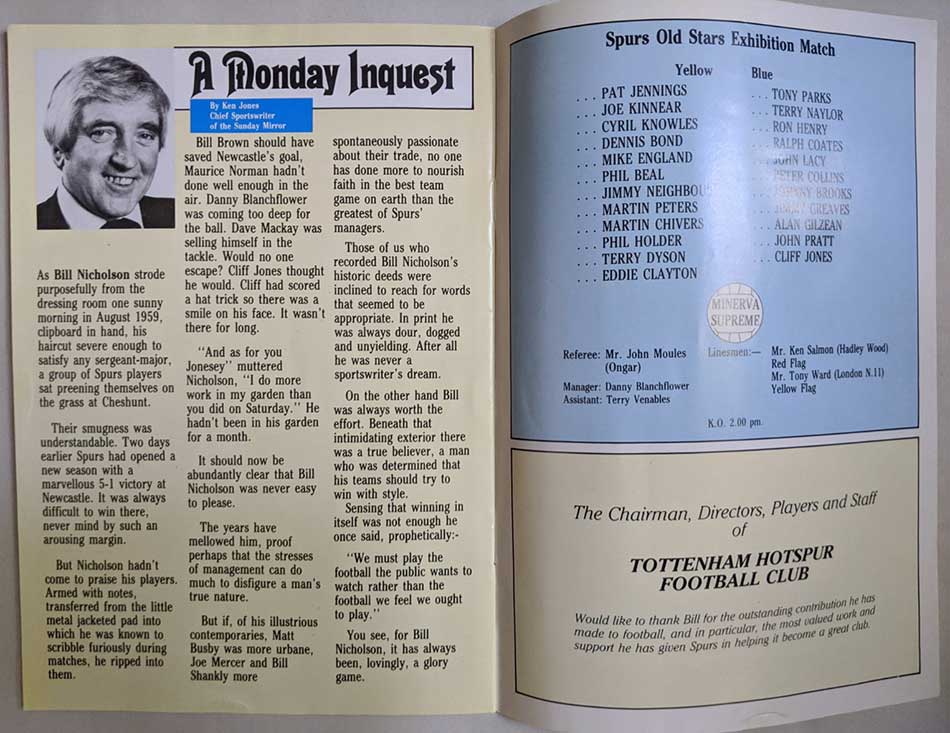 A Monday Inquest
By Ken Jones
Chief Sportswriter
of the Sunday Mirror
As Bill Nicholson strode
purposefully from the
dressing room one sunny
morning in August 1959,
clipboard in hand, his
haircut severe enough to
satisfy any sergeant-major,
a group of Spurs players
sat preening themselves on
the grass at Cheshunt.
Their smugness was
understandable. Two days
earlier Spurs had opened a
new season with a
marvellous 5-1 victory at
Newcastle. It was always
difficult to win there,
never mind by such an
arousing margin.
But Nicholson hadn't
come to praise his players.
Armed with notes,
transferred from the little
metal jacketed pad into
which he was known to
scribble furiously during
matches, he ripped into
them.
Bill Brown should have
saved Newcastle's goal,
Maurice Norman hadn't
done well enough in the
air. Danny Blanchflower
was coming too deep for
the ball. Dave Mackay was
selling himself in the
tackle. Would no one
escape? Cliff Jones thought
he would. Cliff had scored
a hat trick so there was a
smile on his face. It wasn't
there for long.
"And as for you
Jonesey" muttered
Nicholson, "I do more
work in my garden than
you did on Saturday." He
hadn't been in his garden
for a month.
It should now be
abundantly clear that Bill
Nicholson was never easy
to please.
The years have
mellowed him, proof
perhaps that the stresses
of management can do
much to disfigure a man's
true nature.
But if, of his illustrious
contemporaries, Matt
Busby was more urbane,
Joe Mercer and Bill
Shankly more
spontaneously passionate
about their trade, no one
has done more to nourish
faith in the best team
game on earth than the
greatest of Spurs'
managers.
Those of us who
recorded Bill Nicholson's
historic deeds were
inclined to reach for words
that seemed to be
appropriate. In print he
was always dour, dogged
and unyielding. After all
he was never a
sportswriter's dream.
On the other hand Bill
was always worth the
effort. Beneath that
intimidating exterior there
was a true believer, a man
who was determined that
his teams should try to
win with style.
Sensing that winning in
itself was not enough he
once said, prophetically:-
"We must play the
football the public wants to
watch rather than the
football we feel we ought
to play."
You see, for Bill
Nicholson, it has always
been, lovingly, a glory
game.
Spurs Old Stars Exhibition Match
Yellow
... PAT JENNINGS
... JOE KINNEAR
... CYRIL KNOWLES
... DENNIS BOND
... MIKE ENGLAND
... PHIL BEAL
... JIMMY NEIGHBOU
... MARTIN PETERS
... MARTIN CHIVERS
... PHIL HOLDER
... TERRY DYSON
... EDDIE CLAYTON
Blue
... TONY PARKS
... TERRY NAYLOR
... RON HENRY
... RALPH COATES
... JOHN LACY
... PETER COLLINS
... JOHNNY BROOKS
... JIMMY GREAVES
... ALAN GILZEAN
... JOHN PRATT
... CLIFF JONES
MINERVA
SUPREME
Referee: Mr. John Moules
(Ongar)
Linesmen:— Mr. Ken Salmon (Hadley Wood)
Red Flag
Mr. Tony Ward (London N.11)
Yellow Flag
Manager: Danny Blanchflower
Assistant: Terry Venables
K.O. 2.00 pm.
The Chairman, Directors, Players and Staff
of
TOTTENHAM HOTSPUR
FOOTBALL CLUB
Would like to thank Bill for the outstanding contribution he has
made to football, and in particular, the most valued work and
support he has given Spurs in helping it become a great club.